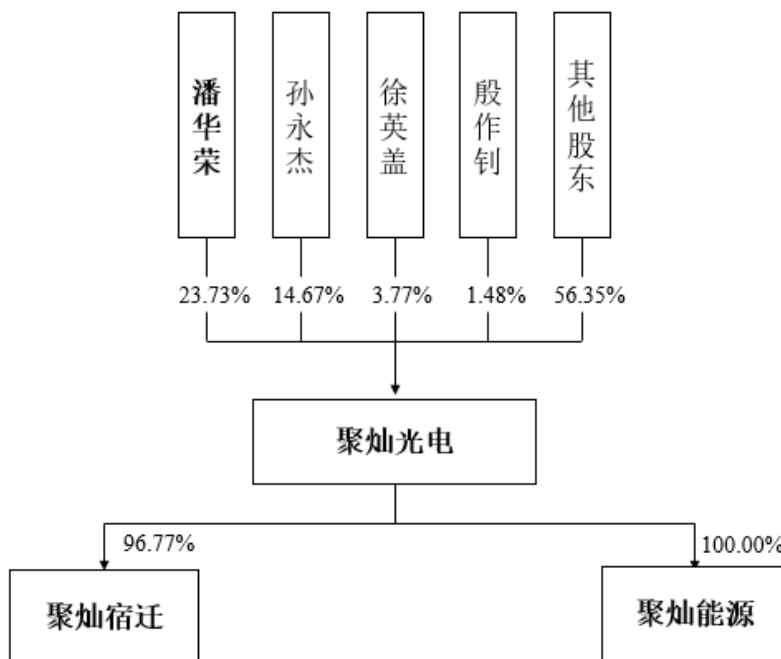 潘华荣
孙永杰
徐英盖
殷作钊
其他股东
23.73%
14.67%
3.77%
1.48%
56.35%
聚灿光电
96.77%
100.00%
聚灿宿迁
聚灿能源